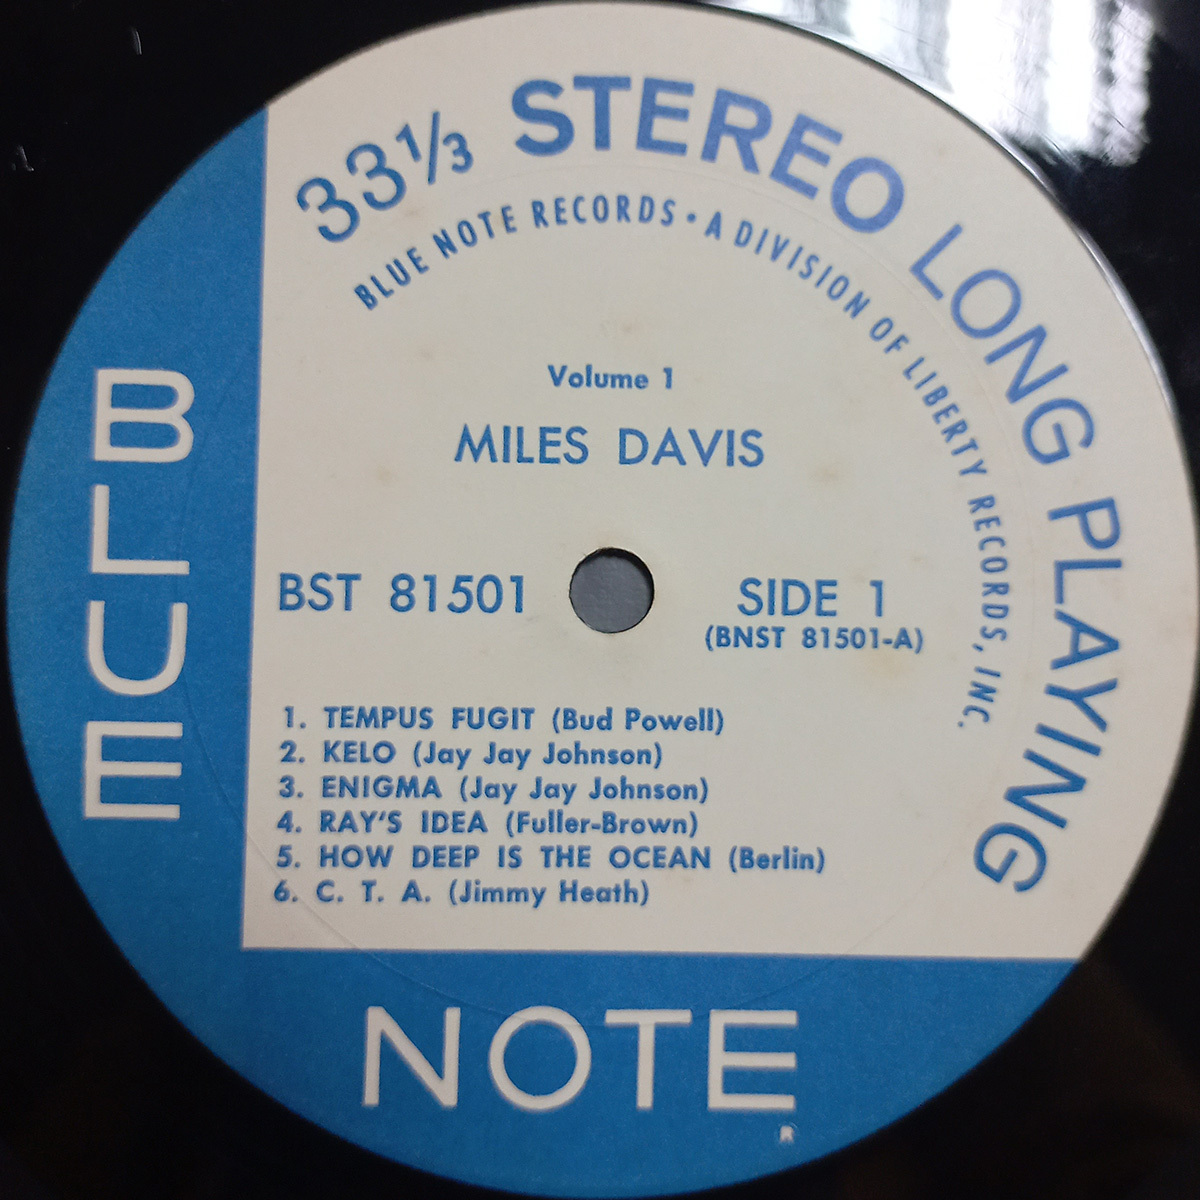 33⅓ STEREO LONG PLAYING
BLUE NOTE RECORDS • A DIVISION OF LIBERTY RECORDS, INC.
Volume 1
MILES DAVIS
BST 81501
SIDE 1
(BNST 81501-A)
1. TEMPUS FUGIT (Bud Powell)
2. KELO (Jay Jay Johnson)
3. ENIGMA (Jay Jay Johnson)
4. RAY'S IDEA (Fuller-Brown)
5. HOW DEEP IS THE OCEAN (Berlin)
6. C. T. A. (Jimmy Heath)
BLUE
NOTE
®